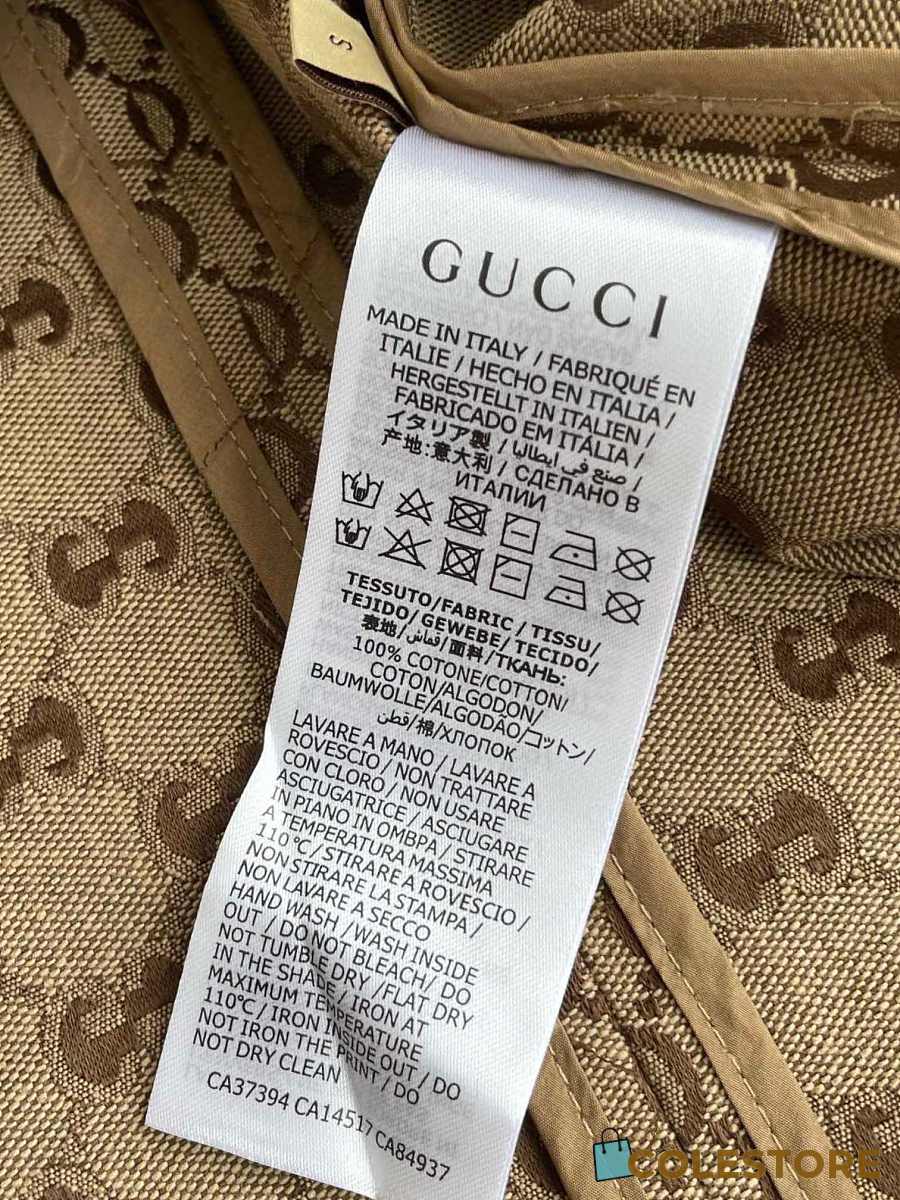 S
GUCCI
MADE IN ITALY / FABRIQUÉ EN
ITALIE / HECHO EN ITALIA /
HERGESTELLT IN ITALIEN /
FABRICADO EM ITÁLIA /
イタリア製 / صنع في ايطاليا /
产地:意大利 / СДЕЛАНО В
ИТАЛИИ
TESSUTO/FABRIC / TISSU/
TEJIDO/ GEWEBE/ TECIDO/
表地/قماش/面料/ТКАНЬ:
100% COTONE/COTTON/
COTON/ALGODON/
BAUMWOLLE/ALGODÃO/コットン/
قطن/棉/ХЛОПОК
LAVARE A MANO / LAVARE A
ROVESCIO / NON TRATTARE
CON CLORO / NON USARE
ASCIUGATRICE / ASCIUGARE
IN PIANO IN OMBPA / STIRARE
A TEMPERATURA MASSIMA
110℃ / STIRARE A ROVESCIO /
NON STIRARE LA STAMPA /
NON LAVARE A SECCO
HAND WASH /WASH INSIDE
OUT / DO NOT BLEACH/ DO
NOT TUMBLE DRY /FLAT DRY
IN THE SHADE / IRON AT
MAXIMUM TEMPERATURE
110℃ / IRON INSIDE OUT / DO
NOT IRON THE PRINT / DO
NOT DRY CLEAN
CA37394 CA14517 CA84937
COLESTORE